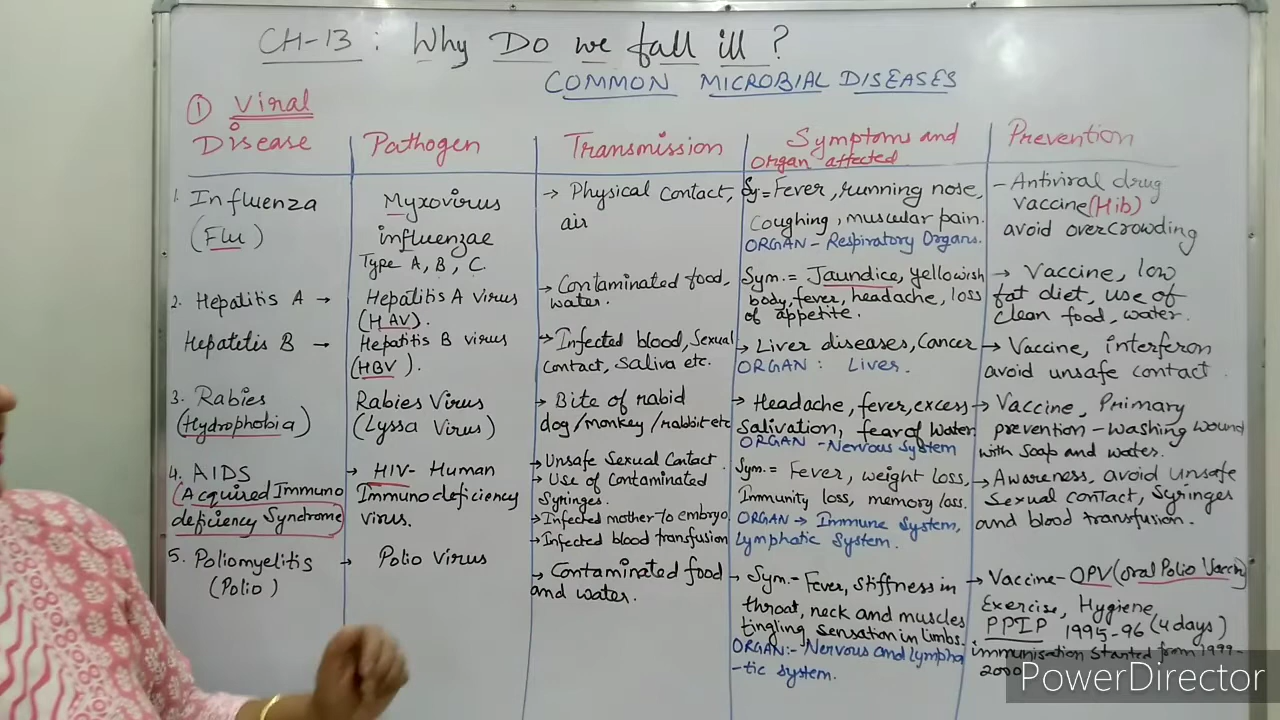 CH-13 : Why Do we fall ill ?
COMMON MICROBIAL DISEASES
① Viral
Disease
Pathogen
Transmission
Symptoms and
Organ affected
Prevention
1. Influenza
(Flu)
Myxovirus
influenzae
Type A, B, C.
→ Physical contact,
air
Sy= Fever, running nose,
Coughing, muscular pain.
ORGAN - Respiratory Organs.
- Antiviral drug
vaccine (Hib)
avoid overcrowding
2. Hepatitis A →
Hepatitis A virus
(HAV).
→ Contaminated food,
water.
Sym. = Jaundice, yellowish
body, fever, headache, loss
of appetite.
→ Vaccine, low
fat diet, use of
clean food, water.
Hepatetis B →
Hepatitis B virus
(HBV).
→ Infected blood, Sexual
contact, Saliva etc.
→ Liver diseases, Cancer
ORGAN : Liver.
→ Vaccine, interferon
avoid unsafe contact.
3. Rabies
(Hydrophobia)
Rabies Virus
(Lyssa Virus)
→ Bite of rabid
dog/monkey/rabbit etc
→ Headache, fever, excess
Salivation, fear of water
ORGAN - Nervous System
→ Vaccine, Primary
prevention - Washing wound
with Soap and water.
4. AIDS
(Acquired Immuno
deficiency Syndrome)
→ HIV- Human
Immunodeficiency
virus.
→ Unsafe Sexual Contact.
→ Use of Contaminated
Syringes.
→ Infected mother to embryo
→ Infected blood transfusion
Sym.= Fever, weight loss,
Immunity loss, memory loss.
ORGAN → Immune System,
Lymphatic System.
→ Awareness, avoid unsafe
Sexual contact, Syringes
and blood transfusion.
5. Poliomyelitis →
(Polio)
Polio Virus
→ Contaminated food
and water.
→ Sym.- Fever, Stiffness in
throat, neck and muscles
tingling sensation in limbs.
ORGAN:- Nervous and Lympha
-tic system.
→ Vaccine- OPV (Oral Polio Vaccin)
Exercise, Hygiene
PPIP 1995-96 (4 days)
immunisation started from 1999-
2000
PowerDirector